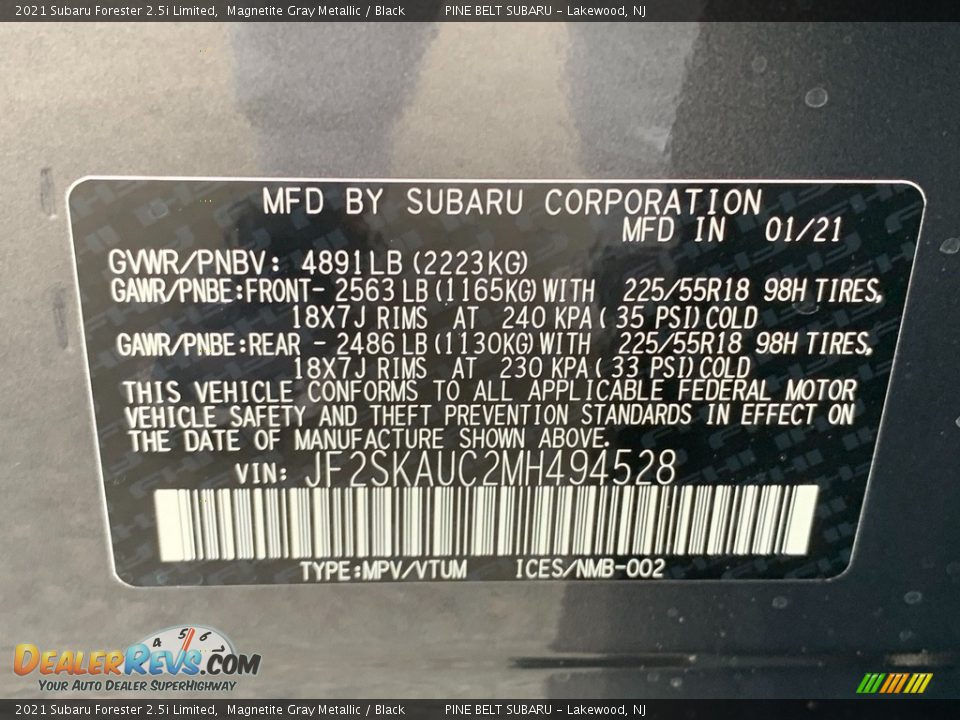 2021 Subaru Forester 2.5i Limited, Magnetite Gray Metallic / Black PINE BELT SUBARU - Lakewood, NJ
MFD BY SUBARU CORPORATION
MFD IN 01/21
GVWR/PNBV: 4891LB (2223KG)
GAWR/PNBE:FRONT- 2563 LB(1165KG)WITH 225/55R18 98H TIRES,
18X7J RIMS AT 240 KPA( 35 PSI)COLD
GAWR/PNBE:REAR - 2486 LB(1130KG)WITH 225/55R18 98H TIRES,
18X7J RIMS AT 230 KPA( 33 PSI)COLD
THIS VEHICLE CONFORMS TO ALL APPLICABLE FEDERAL MOTOR
VEHICLE SAFETY AND THEFT PREVENTION STANDARDS IN EFFECT ON
THE DATE OF MANUFACTURE SHOWN ABOVE.
VIN: JF2SKAUC2MH494528
TYPE:MPV/VTUM ICES/NMB-002
4 5 6
DEALERREVS.COM
YOUR AUTO DEALER SUPERHIGHWAY
2021 Subaru Forester 2.5i Limited, Magnetite Gray Metallic / Black PINE BELT SUBARU - Lakewood, NJ